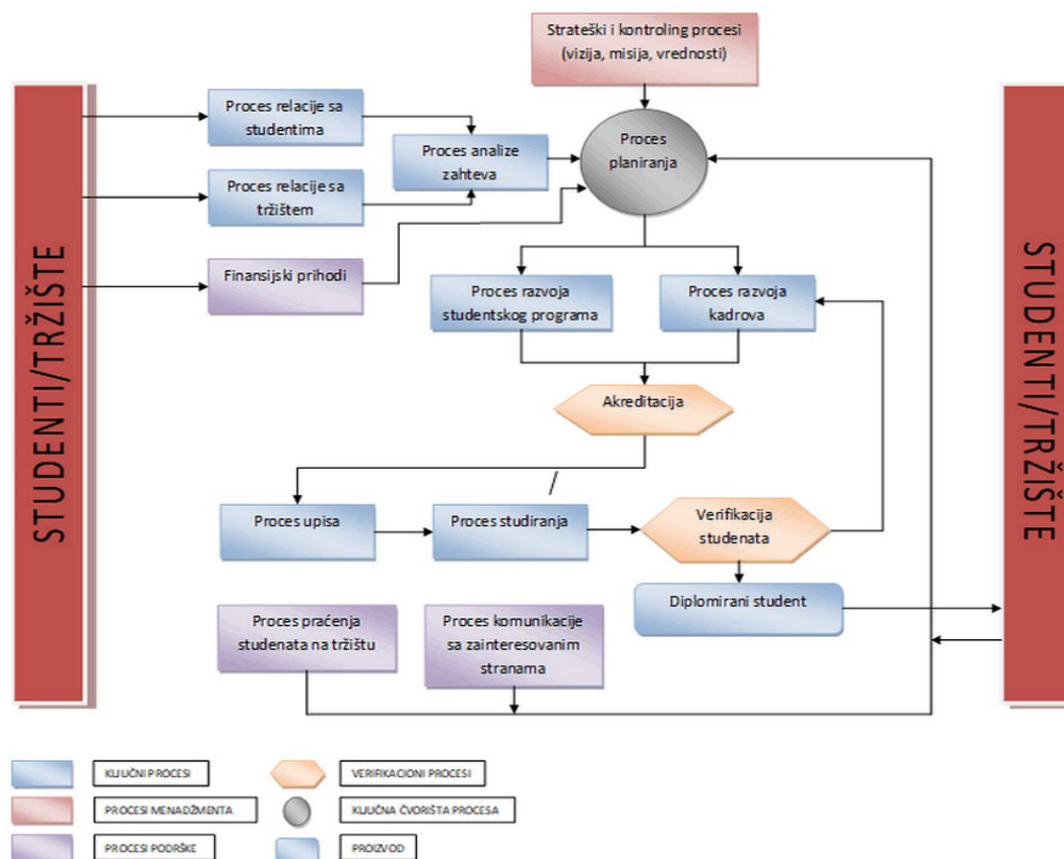 Strateški i kontroling procesi
(vizija, misija, vrednosti)
STUDENTI/TRŽIŠTE
Proces relacije sa
studentima
Proces analize
zahteva
Proces
planiranja
Proces relacije sa
tržištem
Finansijski prihodi
Proces razvoja
studentskog programa
Proces razvoja
kadrova
Akreditacija
/
Proces upisa
Proces studiranja
Verifikacija
studenata
Diplomirani student
Proces praćenja
studenata na tržištu
Proces komunikacije
sa zainteresovanim
stranama
STUDENTI/TRŽIŠTE
KLJUČNI PROCESI
VERIFIKACIONI PROCESI
PROCESI MENADŽMENTA
KLJUČNA ČVORIŠTA PROCESA
PROCESI PODRŠKE
PROIZVOD